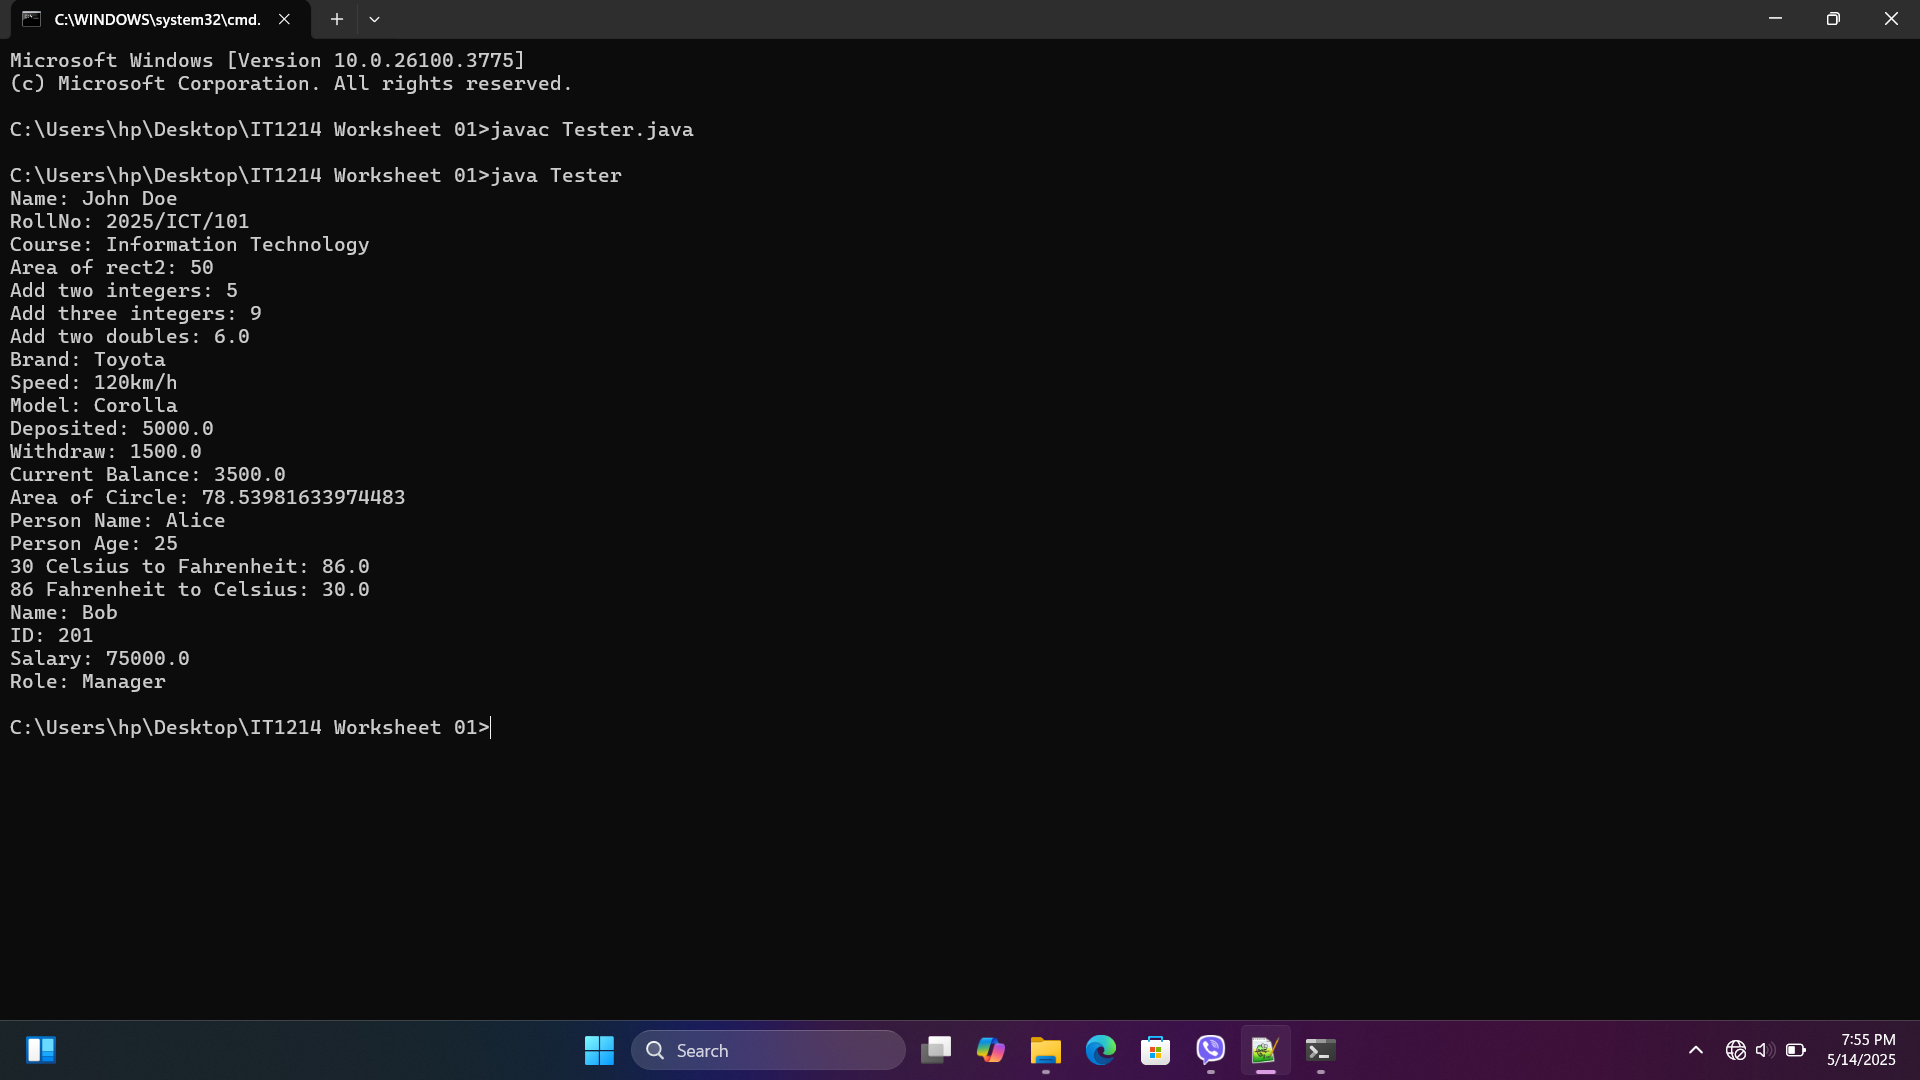 C:\WINDOWS\system32\cmd.
Microsoft Windows [Version 10.0.26100.3775]
(c) Microsoft Corporation. All rights reserved.
C:\Users\hp\Desktop\IT1214 Worksheet 01>javac Tester.java
C:\Users\hp\Desktop\IT1214 Worksheet 01>java Tester
Name: John Doe
RollNo: 2025/ICT/101
Course: Information Technology
Area of rect2: 50
Add two integers: 5
Add three integers: 9
Add two doubles: 6.0
Brand: Toyota
Speed: 120km/h
Model: Corolla
Deposited: 5000.0
Withdraw: 1500.0
Current Balance: 3500.0
Area of Circle: 78.53981633974483
Person Name: Alice
Person Age: 25
30 Celsius to Fahrenheit: 86.0
86 Fahrenheit to Celsius: 30.0
Name: Bob
ID: 201
Salary: 75000.0
Role: Manager
C:\Users\hp\Desktop\IT1214 Worksheet 01>
Search
7:55 PM
5/14/2025